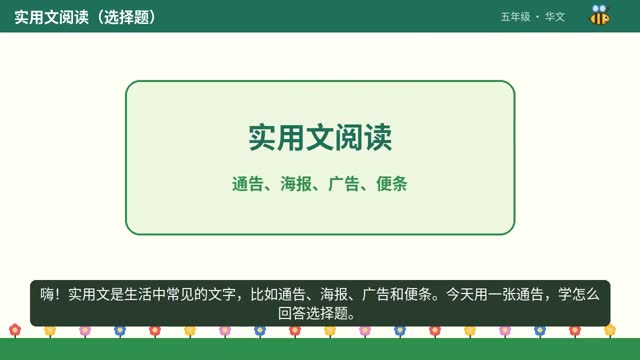 实用文阅读（选择题）
五年级 · 华文
实用文阅读
通告、海报、广告、便条
嗨！实用文是生活中常见的文字，比如通告、海报、广告和便条。今天用一张通告，学怎么
回答选择题。